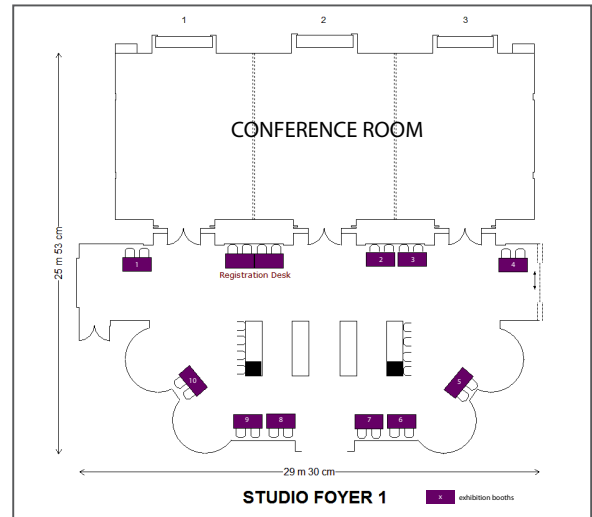 1 2 3
CONFERENCE ROOM
25 m 53 cm
1 2 3 4
Registration Desk
10 5
9 8 7 6
29 m 30 cm
STUDIO FOYER 1
x exhibition booths